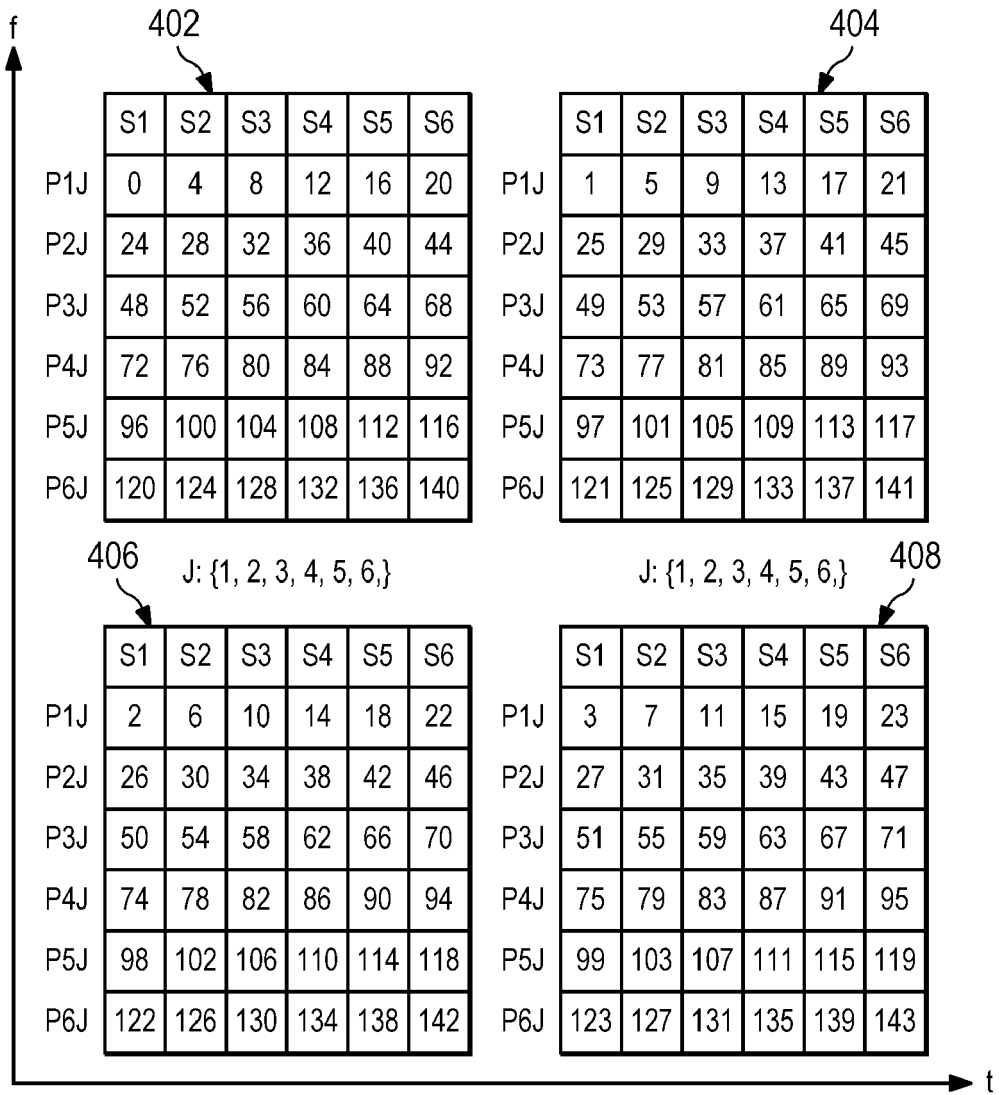 f
402 404
S1 S2 S3 S4 S5 S6 S1 S2 S3 S4 S5 S6
P1J 0 4 8 12 16 20 P1J 1 5 9 13 17 21
P2J 24 28 32 36 40 44 P2J 25 29 33 37 41 45
P3J 48 52 56 60 64 68 P3J 49 53 57 61 65 69
P4J 72 76 80 84 88 92 P4J 73 77 81 85 89 93
P5J 96 100 104 108 112 116 P5J 97 101 105 109 113 117
P6J 120 124 128 132 136 140 P6J 121 125 129 133 137 141
406 J: {1, 2, 3, 4, 5, 6,} J: {1, 2, 3, 4, 5, 6,} 408
S1 S2 S3 S4 S5 S6 S1 S2 S3 S4 S5 S6
P1J 2 6 10 14 18 22 P1J 3 7 11 15 19 23
P2J 26 30 34 38 42 46 P2J 27 31 35 39 43 47
P3J 50 54 58 62 66 70 P3J 51 55 59 63 67 71
P4J 74 78 82 86 90 94 P4J 75 79 83 87 91 95
P5J 98 102 106 110 114 118 P5J 99 103 107 111 115 119
P6J 122 126 130 134 138 142 P6J 123 127 131 135 139 143
t